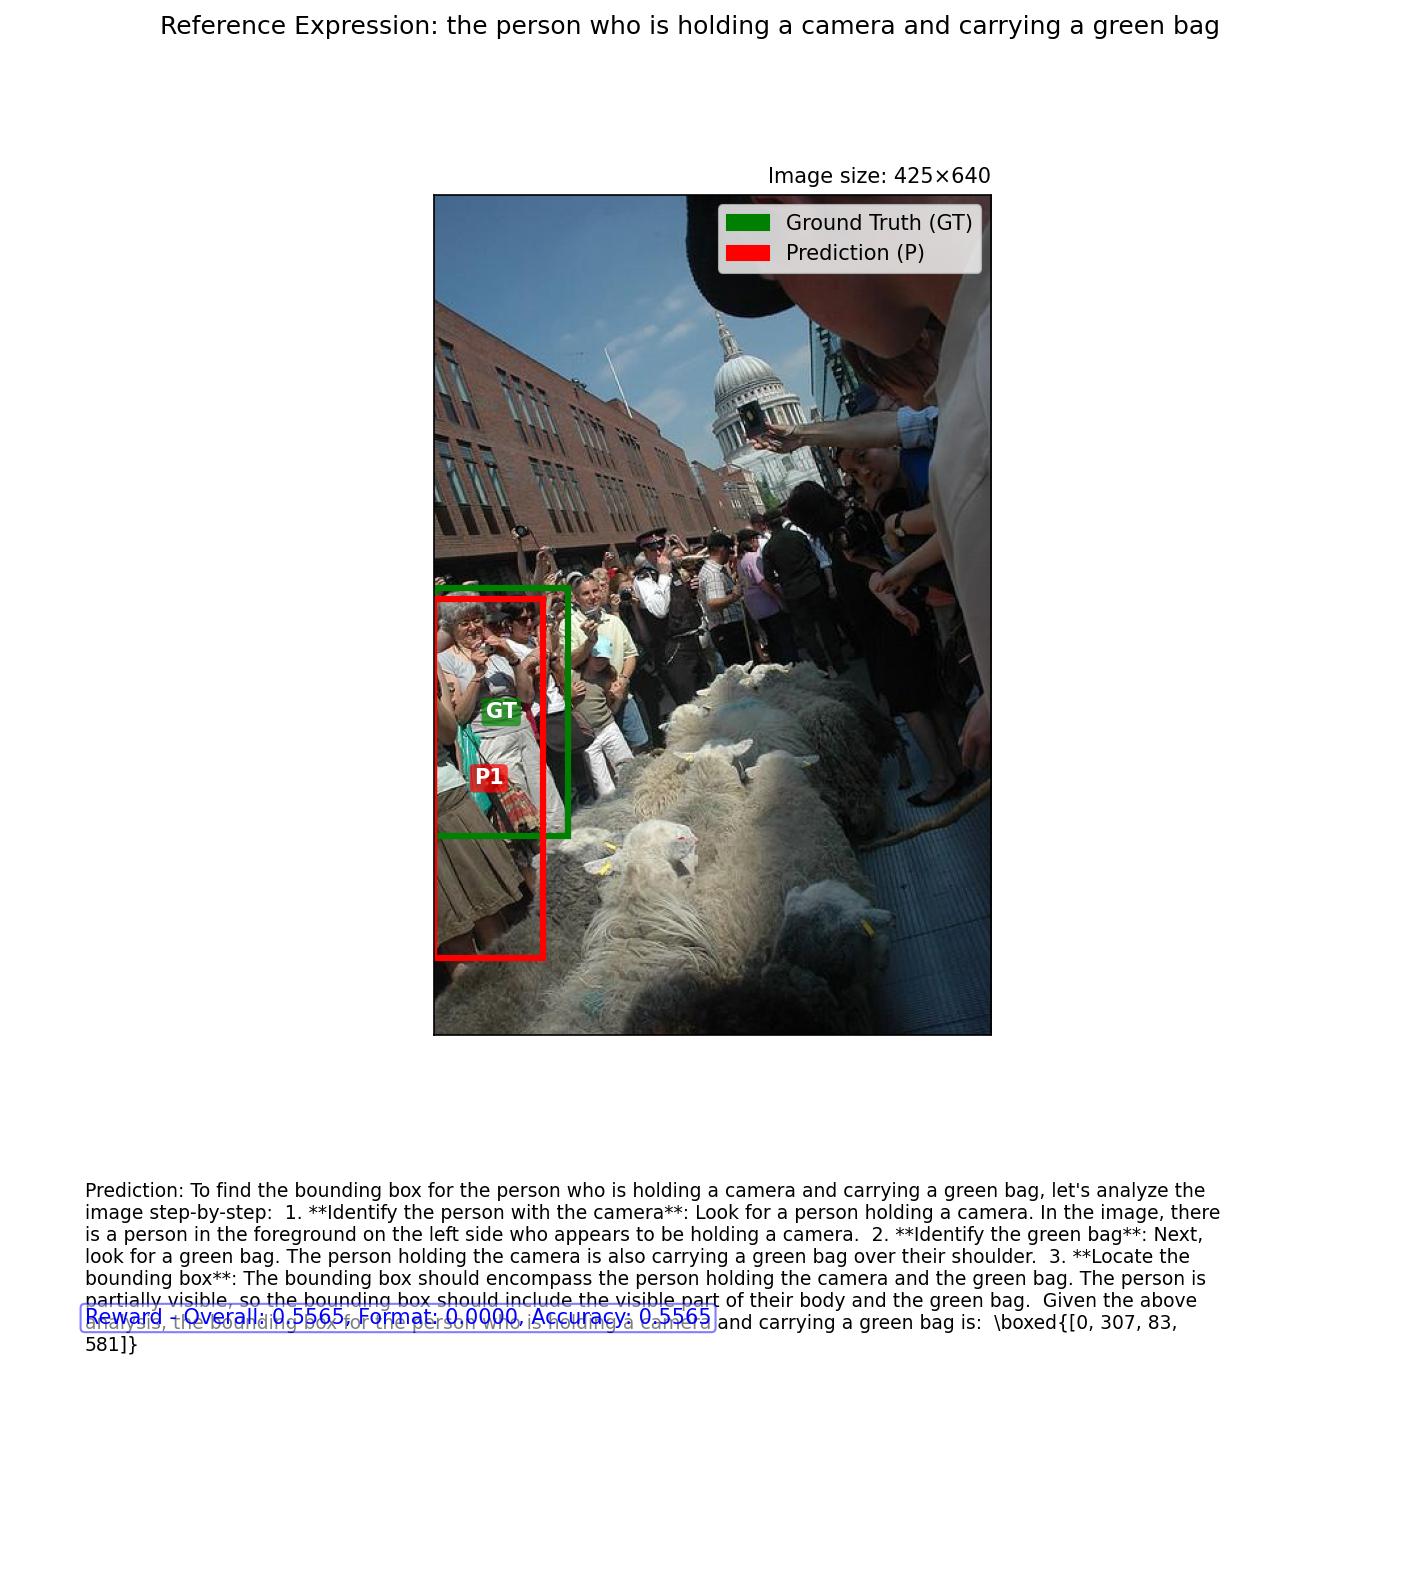 Reference Expression: the person who is holding a camera and carrying a green bag
Image size: 425×640
Ground Truth (GT)
Prediction (P)
GT
P1
Prediction: To find the bounding box for the person who is holding a camera and carrying a green bag, let's analyze the
image step-by-step:  1. **Identify the person with the camera**: Look for a person holding a camera. In the image, there
is a person in the foreground on the left side who appears to be holding a camera.  2. **Identify the green bag**: Next,
look for a green bag. The person holding the camera is also carrying a green bag over their shoulder.  3. **Locate the
bounding box**: The bounding box should encompass the person holding the camera and the green bag. The person is
partially visible, so the bounding box should include the visible part of their body and the green bag.  Given the above
Reward - Overall: 0.5565, Format: 0.0000, Accuracy: 0.5565
analysis, the bounding box for the person who is holding a camera and carrying a green bag is:  \boxed{[0, 307, 83,
581]}